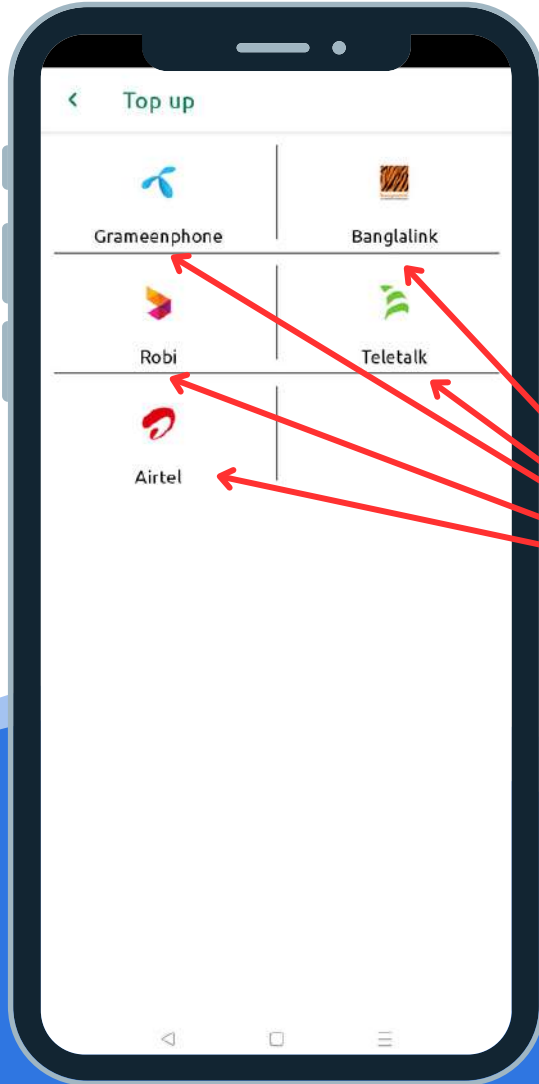 Top up
Grameenphone
Banglalink
Robi
Teletalk
Airtel